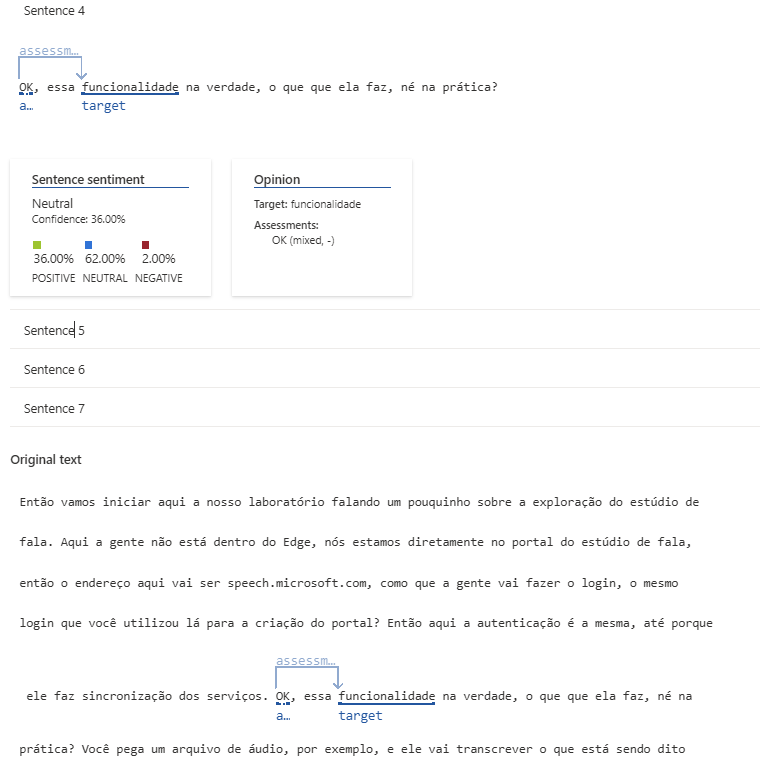 Sentence 4
assessm...
OK, essa funcionalidade na verdade, o que que ela faz, né na prática?
a... target
Sentence sentiment
Neutral
Confidence: 36.00%
36.00% 62.00% 2.00%
POSITIVE NEUTRAL NEGATIVE
Opinion
Target: funcionalidade
Assessments:
OK (mixed, -)
Sentence 5
Sentence 6
Sentence 7
Original text
Então vamos iniciar aqui a nosso laboratório falando um pouquinho sobre a exploração do estúdio de
fala. Aqui a gente não está dentro do Edge, nós estamos diretamente no portal do estúdio de fala,
então o endereço aqui vai ser speech.microsoft.com, como que a gente vai fazer o login, o mesmo
login que você utilizou lá para a criação do portal? Então aqui a autenticação é a mesma, até porque
assessm...
ele faz sincronização dos serviços. OK, essa funcionalidade na verdade, o que que ela faz, né na
a... target
prática? Você pega um arquivo de áudio, por exemplo, e ele vai transcrever o que está sendo dito